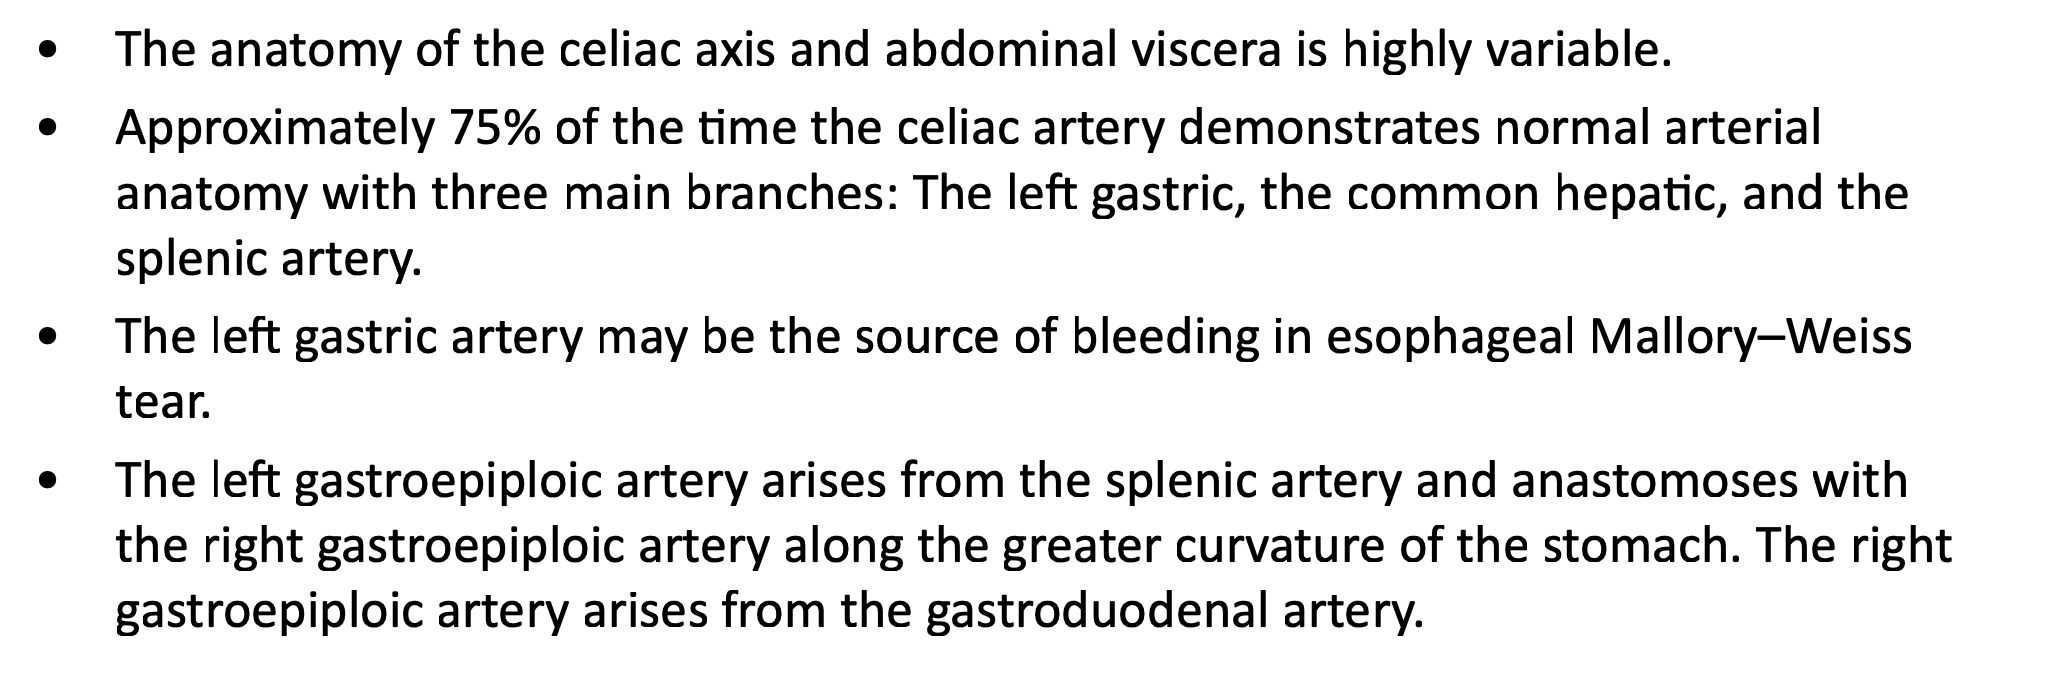 • The anatomy of the celiac axis and abdominal viscera is highly variable.
• Approximately 75% of the time the celiac artery demonstrates normal arterial
anatomy with three main branches: The left gastric, the common hepatic, and the
splenic artery.
• The left gastric artery may be the source of bleeding in esophageal Mallory–Weiss
tear.
• The left gastroepiploic artery arises from the splenic artery and anastomoses with
the right gastroepiploic artery along the greater curvature of the stomach. The right
gastroepiploic artery arises from the gastroduodenal artery.